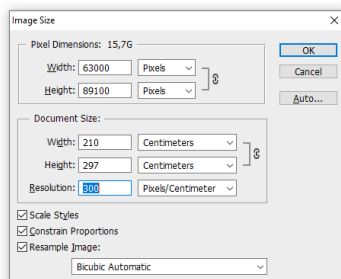 Image Size
Pixel Dimensions: 15,7G
OK
Width: 63000 Pixels
Cancel
Height: 89100 Pixels
Auto...
Document Size:
Width: 210 Centimeters
Height: 297 Centimeters
Resolution: 300 Pixels/Centimeter
Scale Styles
Constrain Proportions
Resample Image:
Bicubic Automatic